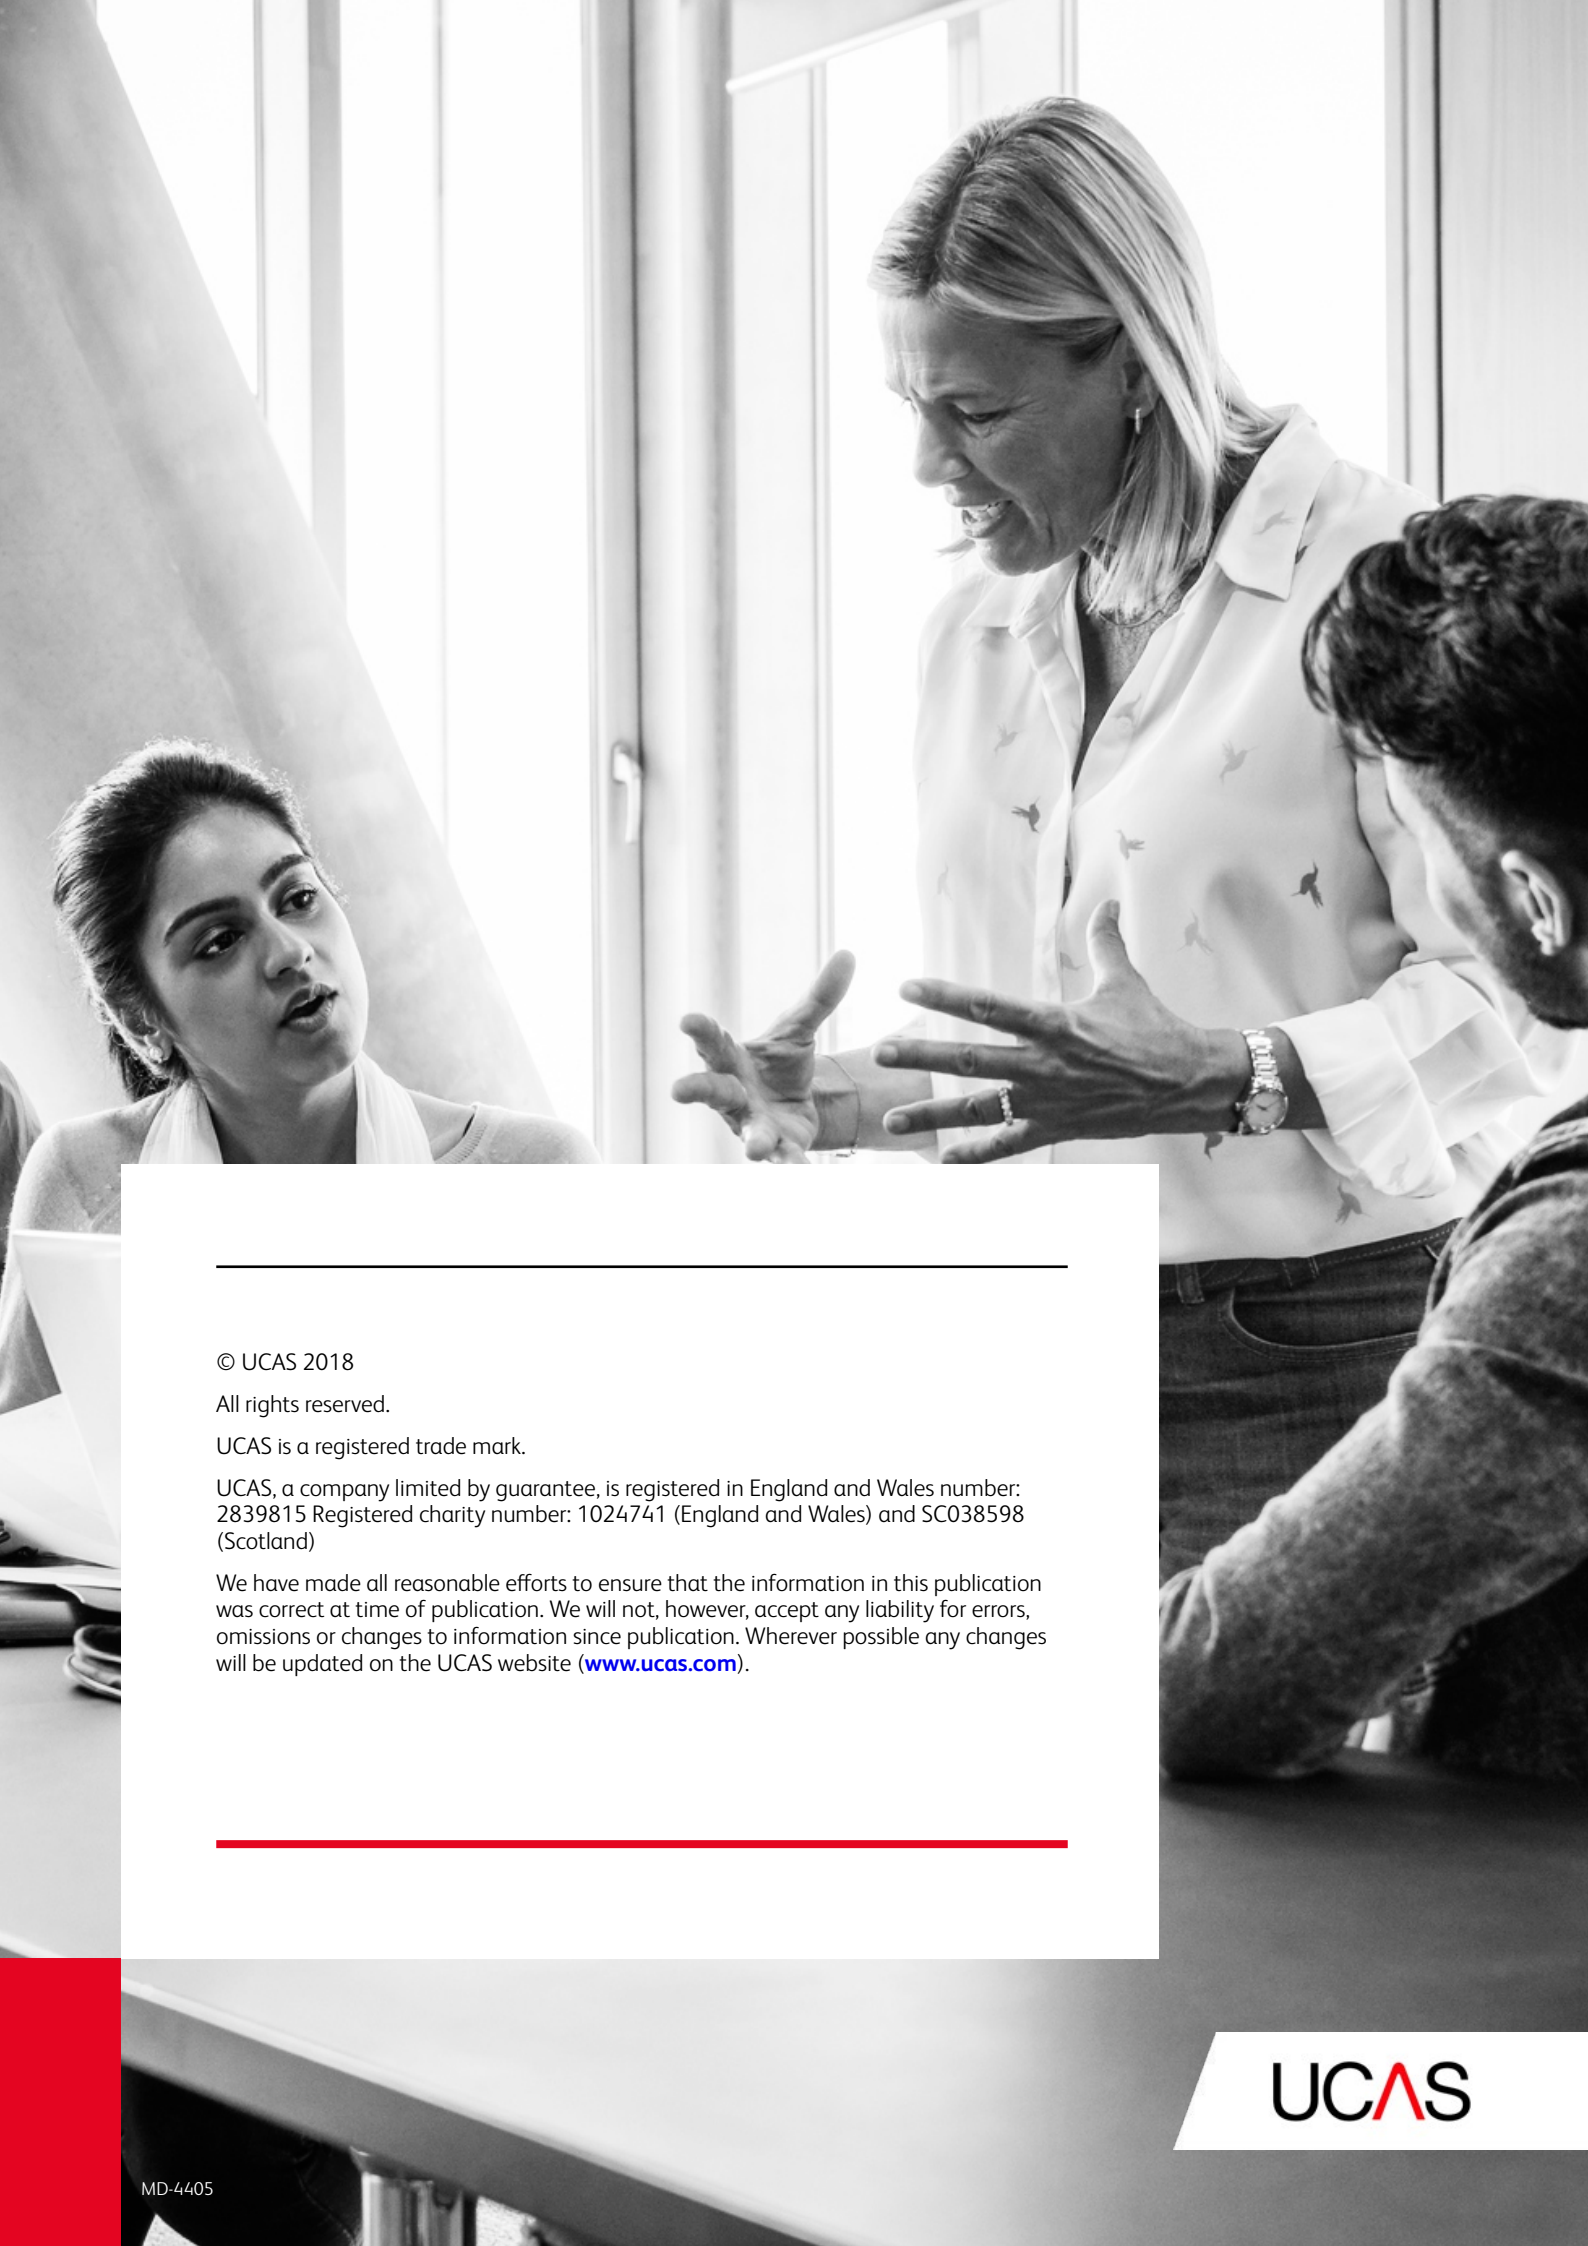 © UCAS 2018
All rights reserved.
UCAS is a registered trade mark.
UCAS, a company limited by guarantee, is registered in England and Wales number:
2839815 Registered charity number: 1024741 (England and Wales) and SC038598
(Scotland)
We have made all reasonable efforts to ensure that the information in this publication
was correct at time of publication. We will not, however, accept any liability for errors,
omissions or changes to information since publication. Wherever possible any changes
will be updated on the UCAS website (www.ucas.com).
UCAS
MD-4405